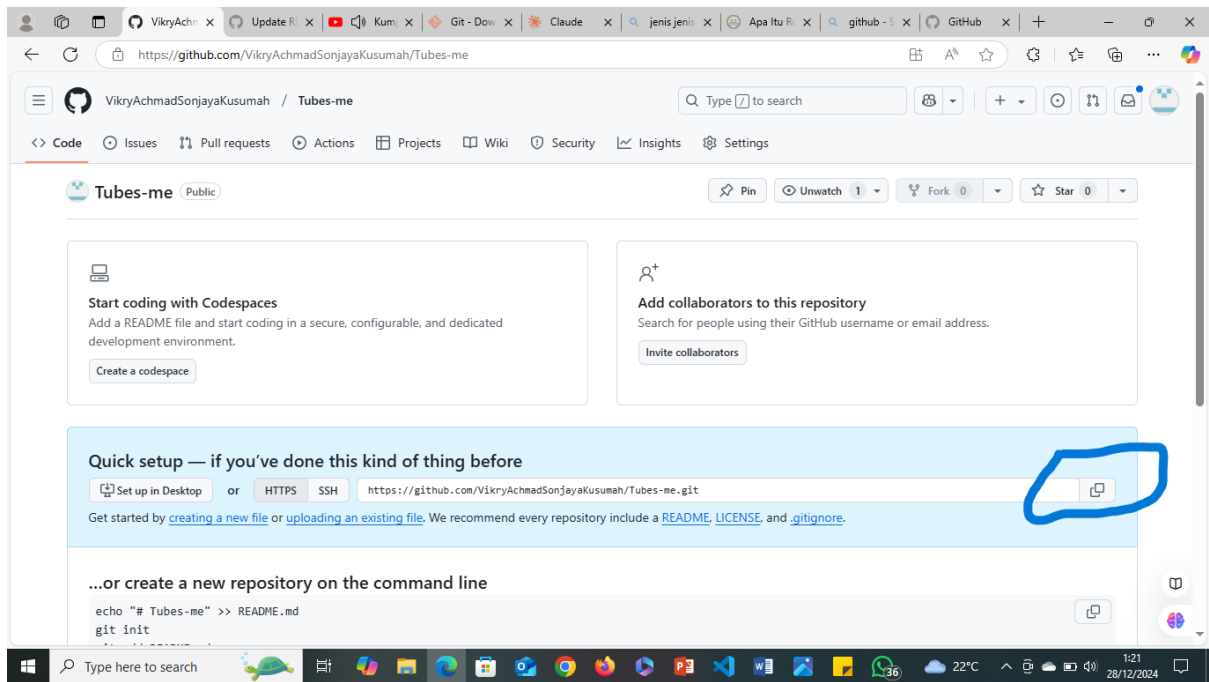 VikryAchm
Update RE
Kum
Git - Dow
Claude
jenis jenis
Apa Itu R
github - S
GitHub
https://github.com/VikryAchmadSonjayaKusumah/Tubes-me
VikryAchmadSonjayaKusumah / Tubes-me
Type / to search
Code
Issues
Pull requests
Actions
Projects
Wiki
Security
Insights
Settings
Tubes-me Public
Pin
Unwatch 1
Fork 0
Star 0
Start coding with Codespaces
Add a README file and start coding in a secure, configurable, and dedicated
development environment.
Create a codespace
Add collaborators to this repository
Search for people using their GitHub username or email address.
Invite collaborators
Quick setup — if you've done this kind of thing before
Set up in Desktop or HTTPS SSH https://github.com/VikryAchmadSonjayaKusumah/Tubes-me.git
Get started by creating a new file or uploading an existing file. We recommend every repository include a README, LICENSE, and .gitignore.
...or create a new repository on the command line
echo "# Tubes-me" >> README.md
git init
Type here to search
36
22°C
1:21
28/12/2024